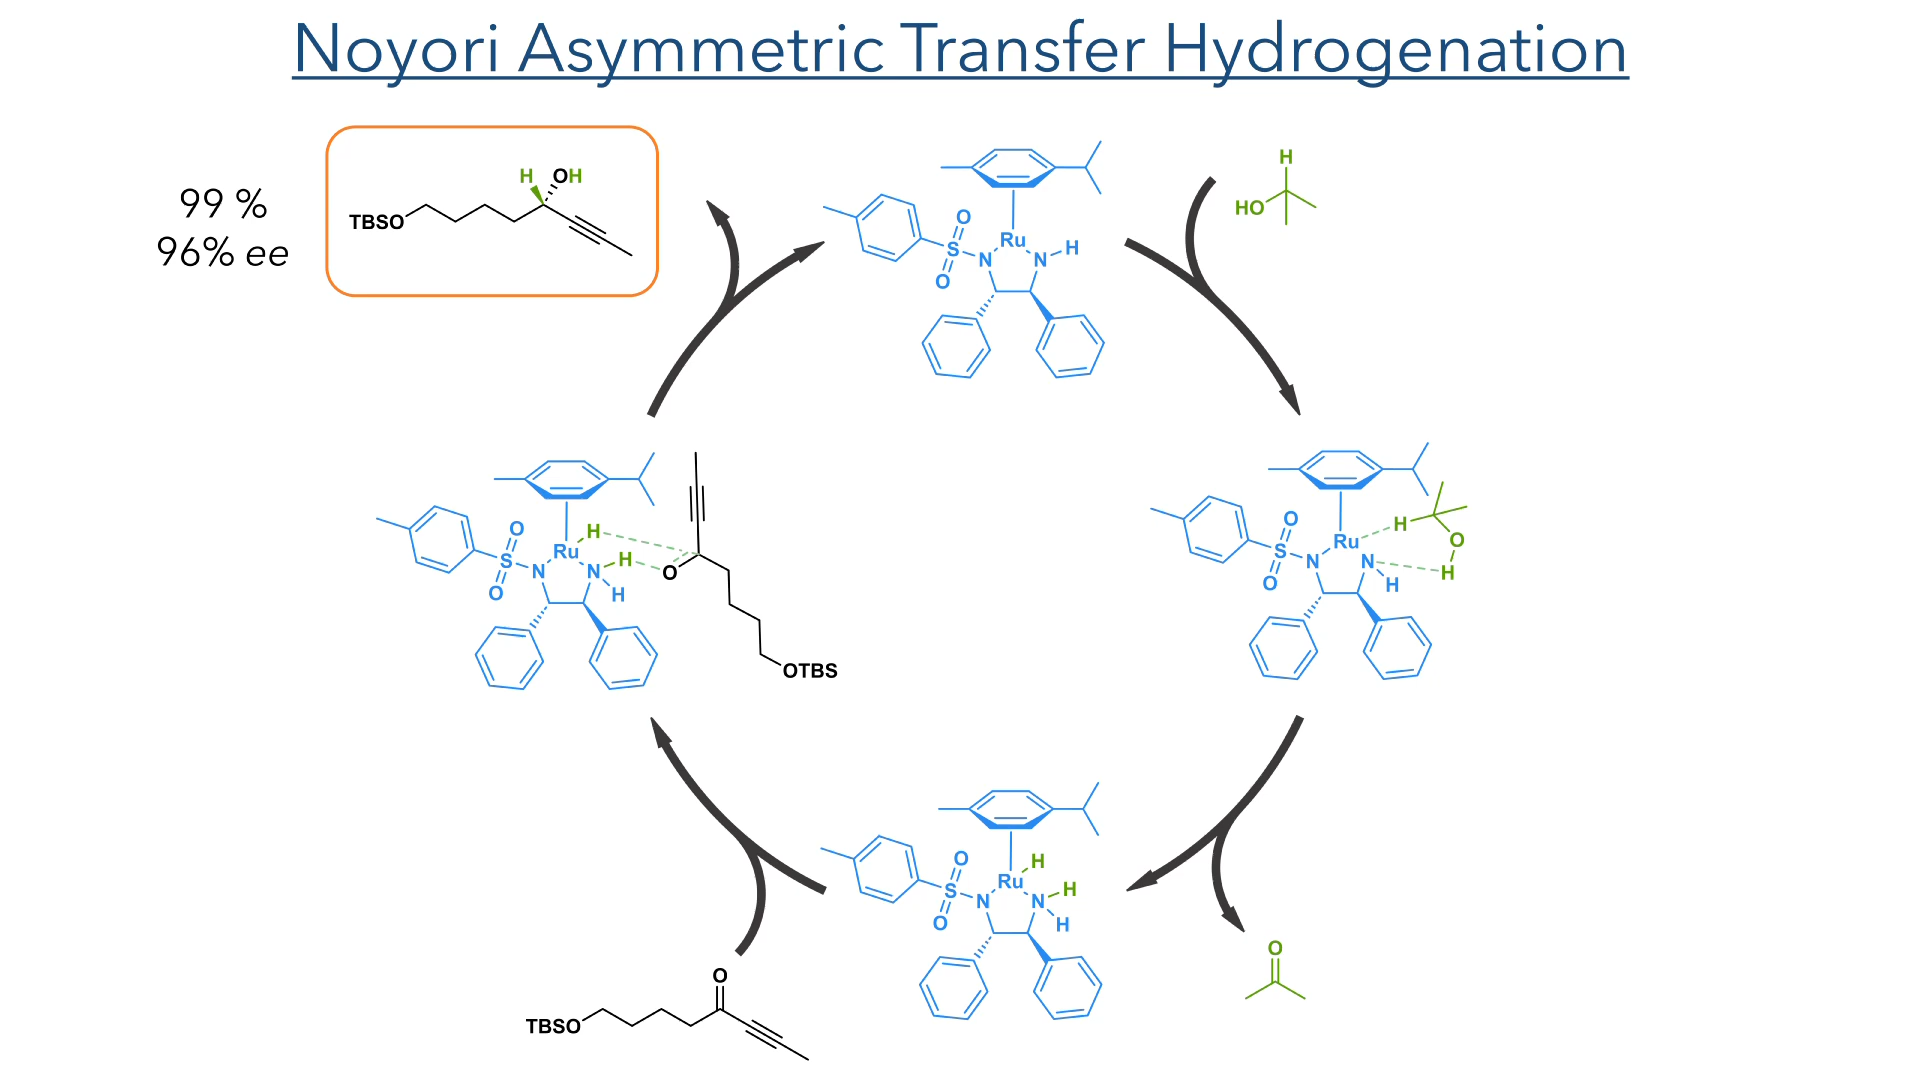 Noyori Asymmetric Transfer Hydrogenation
99 %
96% ee
H OH
TBSO
O
S
O
N
Ru
N
H
H
HO
O
S
O
N
Ru
H
N
H
O
H
O
S
O
N
Ru
H
N
H
H
O
OTBS
O
S
O
N
Ru
H
N
H
H
O
O
TBSO